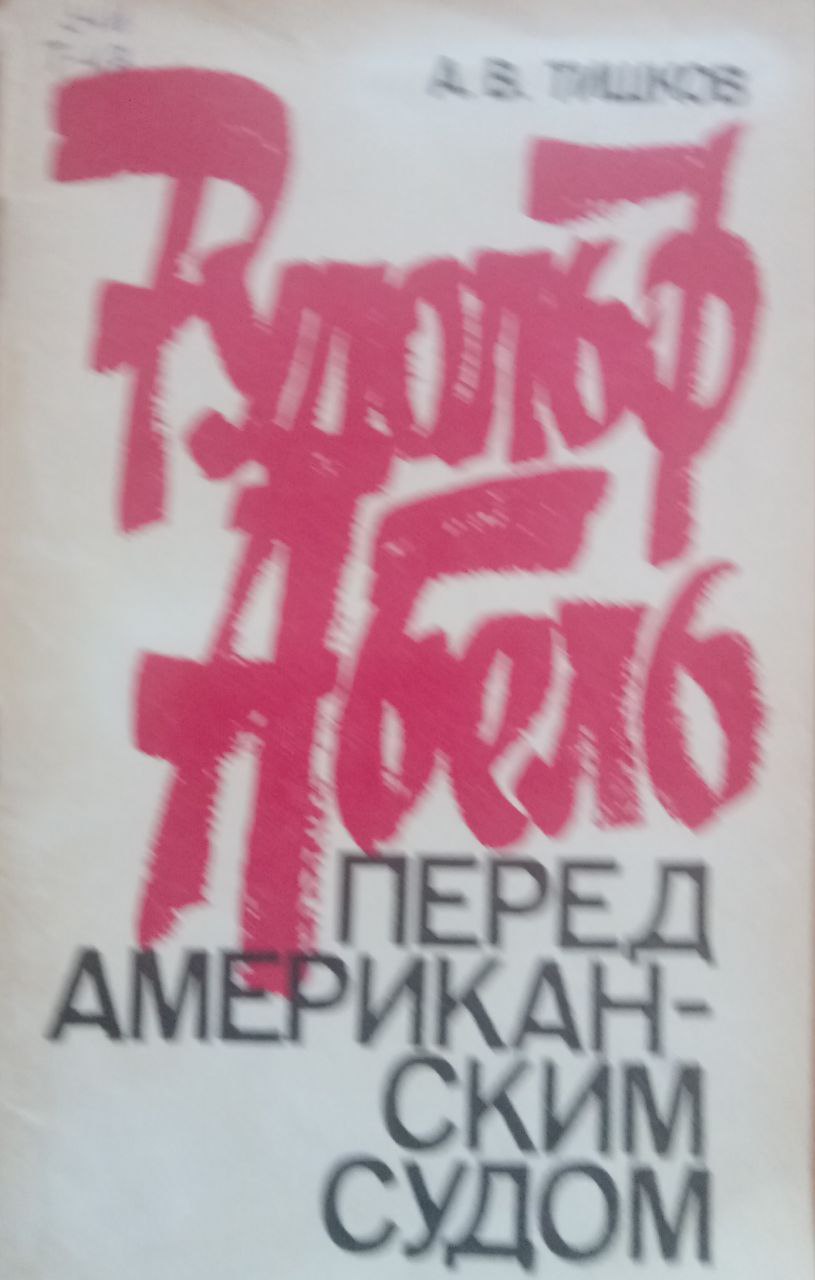 А. В. ТИШКОВ
Рудольф
Абель
ПЕРЕД
АМЕРИКАН-
СКИМ
СУДОМ